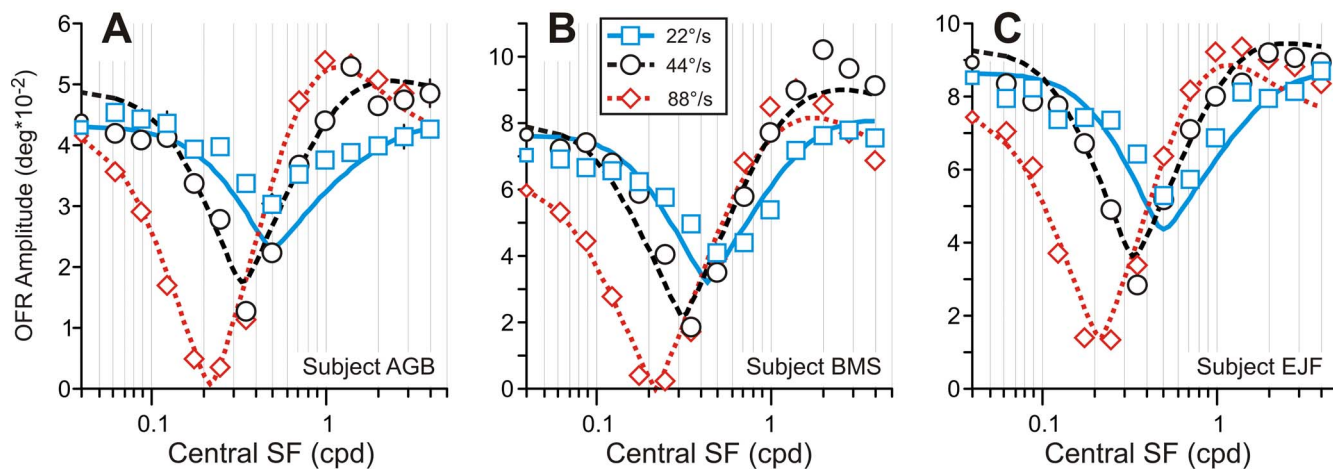 A
B
C
22°/s
44°/s
88°/s
OFR Amplitude (deg*10-2)
6
5
4
3
2
1
0
0.1
1
Subject AGB
Central SF (cpd)
10
8
6
4
2
0
0.1
1
Subject BMS
Central SF (cpd)
10
8
6
4
2
0
0.1
1
Subject EJF
Central SF (cpd)